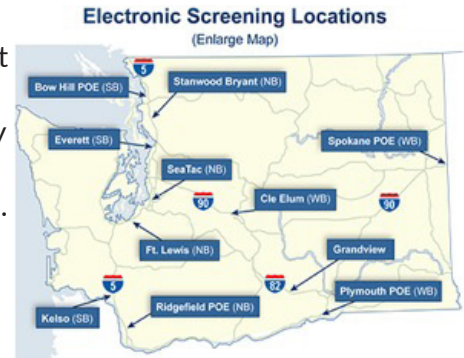 Electronic Screening Locations
(Enlarge Map)
t
y
.
5
Bow Hill POE (SB)
Stanwood Bryant (NB)
Everett (SB)
Spokane POE (WB)
SeaTac (NB)
90
Cle Elum (WB)
90
Ft. Lewis (NB)
Grandview
5
82
Plymouth POE (WB)
Kelso (SB)
Ridgefield POE (NB)